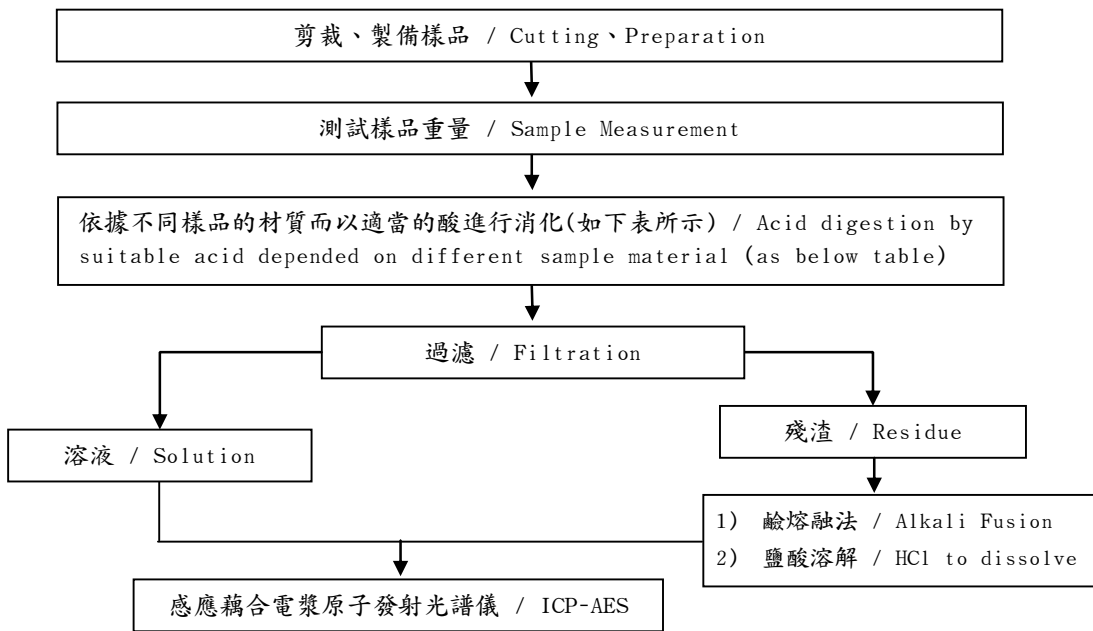 剪裁、製備樣品 / Cutting、Preparation
測試樣品重量 / Sample Measurement
依據不同樣品的材質而以適當的酸進行消化(如下表所示) / Acid digestion by
suitable acid depended on different sample material (as below table)
過濾 / Filtration
溶液 / Solution
殘渣 / Residue
1) 鹼熔融法 / Alkali Fusion
2) 鹽酸溶解 / HCl to dissolve
感應藕合電漿原子發射光譜儀 / ICP-AES